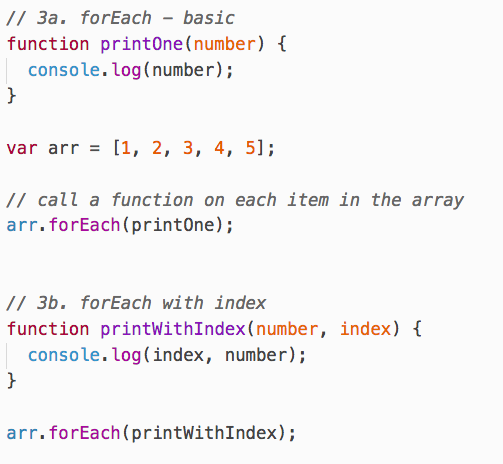 // 3a. forEach – basic
function printOne(number) {
  console.log(number);
}

var arr = [1, 2, 3, 4, 5];

// call a function on each item in the array
arr.forEach(printOne);


// 3b. forEach with index
function printWithIndex(number, index) {
  console.log(index, number);
}

arr.forEach(printWithIndex);